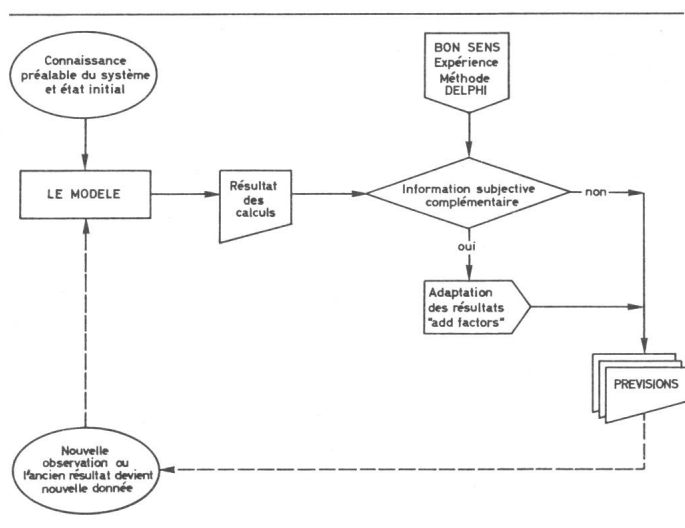 Connaissance
préalable du système
et état initial
BON SENS
Expérience
Méthode
DELPHI
LE MODELE
Résultat
des
calculs
Information subjective
complémentaire
non
oui
Adaptation
des résultats
"add factors"
PREVISIONS
Nouvelle
observation ou
l'ancien résultat devient
nouvelle donnée